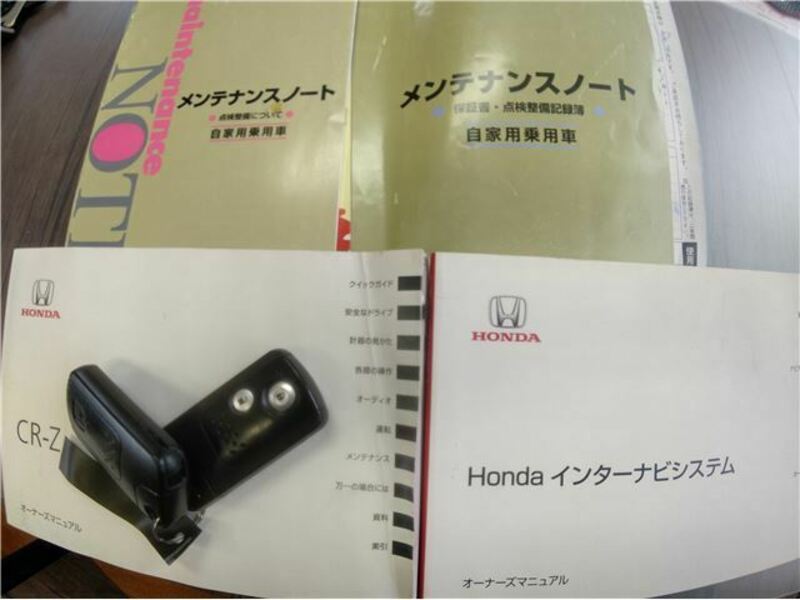 Maintenance
NOTE
メンテナンスノート
点検整備について
自家用乗用車
メンテナンスノート
保証書・点検整備記録簿
自家用乗用車
HONDA
CR-Z
オーナーズマニュアル
クイックガイド
安全なドライブ
計器の見かた
各部の操作
オーディオ
運転
メンテナンス
万一の場合には
資料
索引
HONDA
Honda インターナビシステム
オーナーズマニュアル